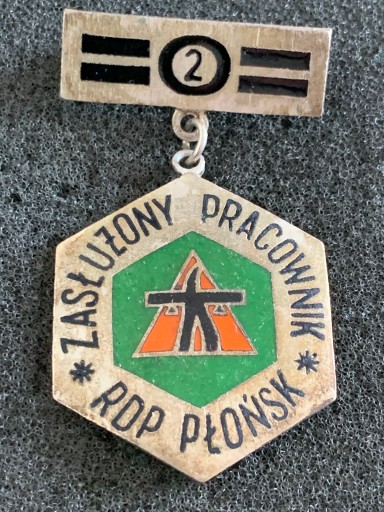 2
ZASŁUŻONY PRACOWNIK
* RDP PŁOŃSK *